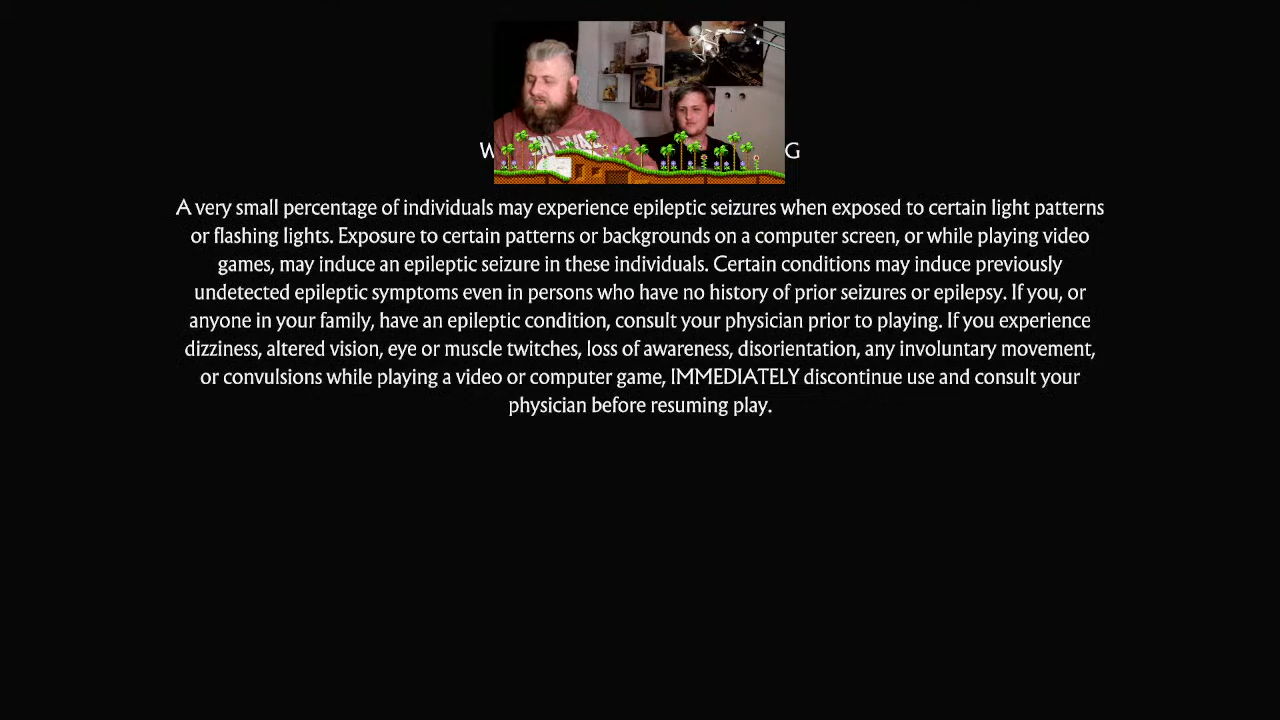 W G
A very small percentage of individuals may experience epileptic seizures when exposed to certain light patterns
or flashing lights. Exposure to certain patterns or backgrounds on a computer screen, or while playing video
games, may induce an epileptic seizure in these individuals. Certain conditions may induce previously
undetected epileptic symptoms even in persons who have no history of prior seizures or epilepsy. If you, or
anyone in your family, have an epileptic condition, consult your physician prior to playing. If you experience
dizziness, altered vision, eye or muscle twitches, loss of awareness, disorientation, any involuntary movement,
or convulsions while playing a video or computer game, IMMEDIATELY discontinue use and consult your
physician before resuming play.